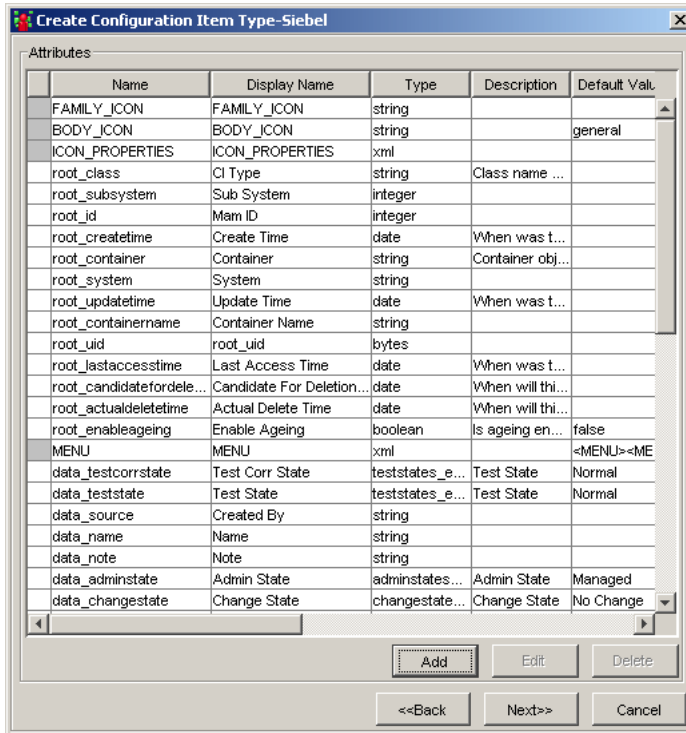 Create Configuration Item Type-Siebel
Attributes
Name Display Name Type Description Default Valu
FAMILY_ICON FAMILY_ICON string
BODY_ICON BODY_ICON string general
ICON_PROPERTIES ICON_PROPERTIES xml
root_class CI Type string Class name ...
root_subsystem Sub System integer
root_id Mam ID integer
root_createtime Create Time date When was t...
root_container Container string Container obj...
root_system System string
root_updatetime Update Time date When was t...
root_containername Container Name string
root_uid root_uid bytes
root_lastaccesstime Last Access Time date When was t...
root_candidatefordele... Candidate For Deletion... date When will thi...
root_actualdeletetime Actual Delete Time date When will thi...
root_enableageing Enable Ageing boolean Is ageing en... false
MENU MENU xml <MENU><ME
data_testcorrstate Test Corr State teststates_e... Test State Normal
data_teststate Test State teststates_e... Test State Normal
data_source Created By string
data_name Name string
data_note Note string
data_adminstate Admin State adminstates... Admin State Managed
data_changestate Change State changestate... Change State No Change
Add Edit Delete
<<Back Next>> Cancel